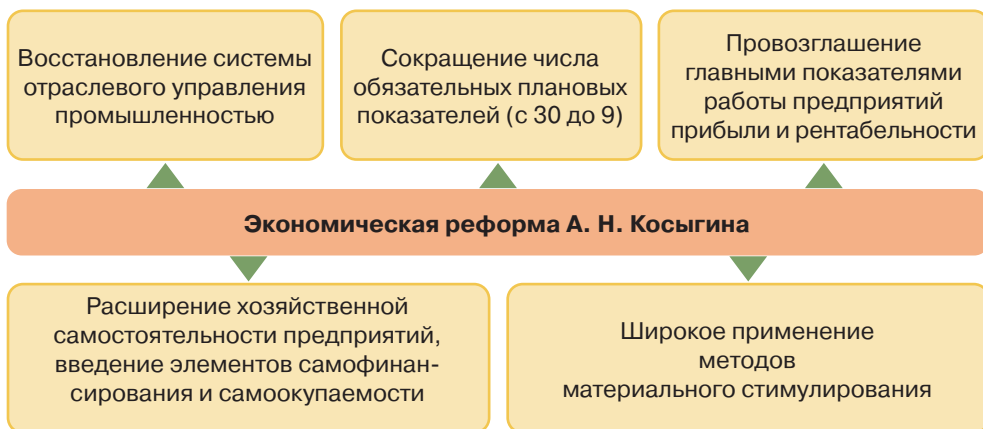 Восстановление системы
отраслевого управления
промышленностью
Сокращение числа
обязательных плановых
показателей (с 30 до 9)
Провозглашение
главными показателями
работы предприятий
прибыли и рентабельности
Экономическая реформа А. Н. Косыгина
Расширение хозяйственной
самостоятельности предприятий,
введение элементов самофинан-
сирования и самоокупаемости
Широкое применение
методов
материального стимулирования